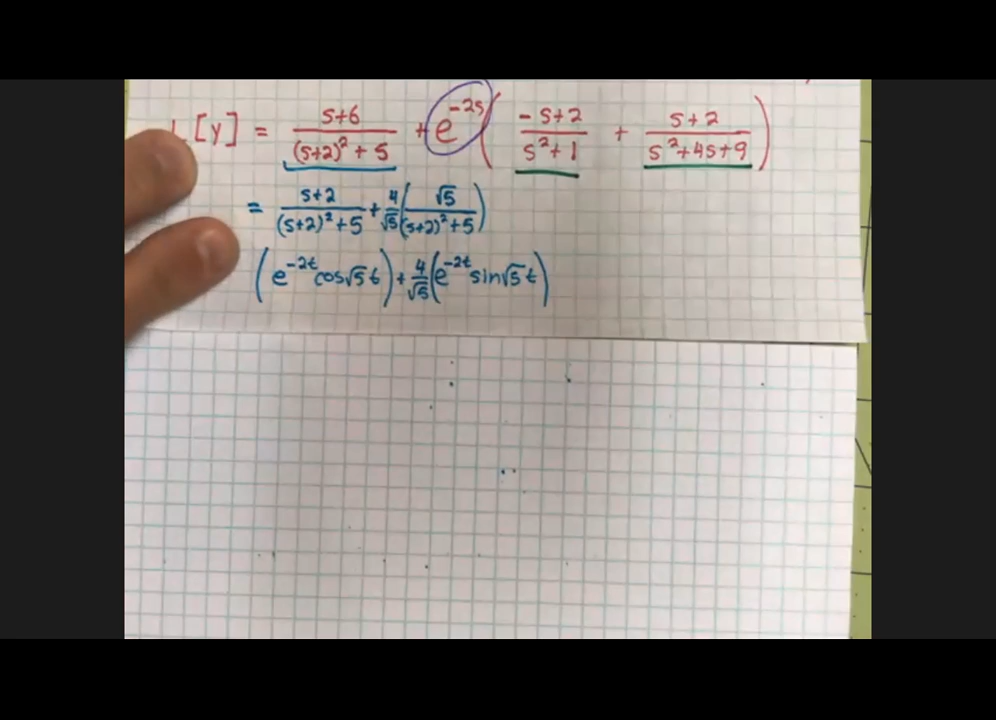 L[y] = s+6/((s+2)² + 5) + e^(-2s) ( (-s+2)/(s²+1) + (s+2)/(s²+4s+9) )
= (s+2)/((s+2)²+5) + 4/√5 ( √5/((s+2)²+5) )
( e^(-2t) cos√5 t ) + 4/√5 ( e^(-2t) sin√5 t )